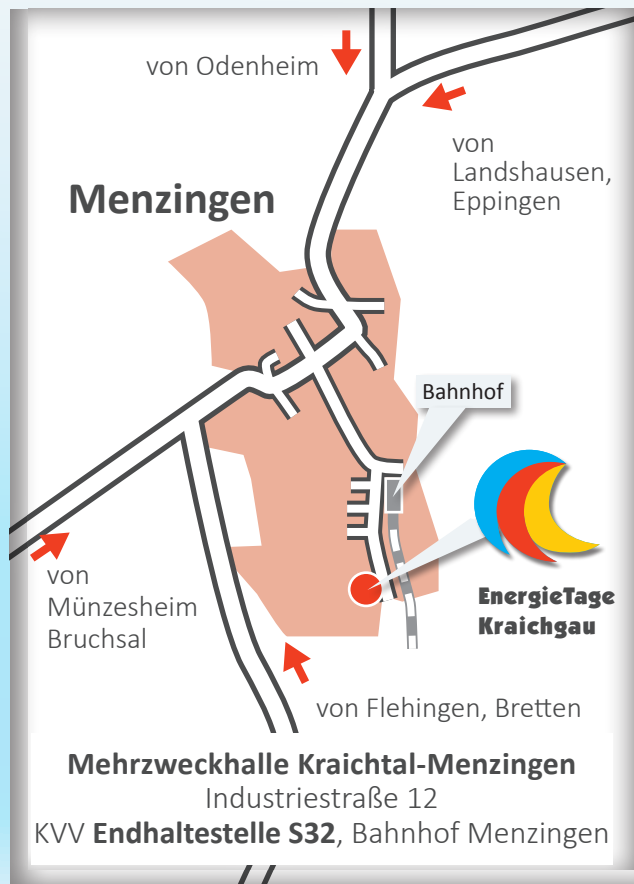 von Odenheim
von
Landshausen,
Eppingen
Menzingen
Bahnhof
EnergieTage
Kraichgau
von
Münzesheim
Bruchsal
von Flehingen, Bretten
Mehrzweckhalle Kraichtal-Menzingen
Industriestraße 12
KVV Endhaltestelle S32, Bahnhof Menzingen